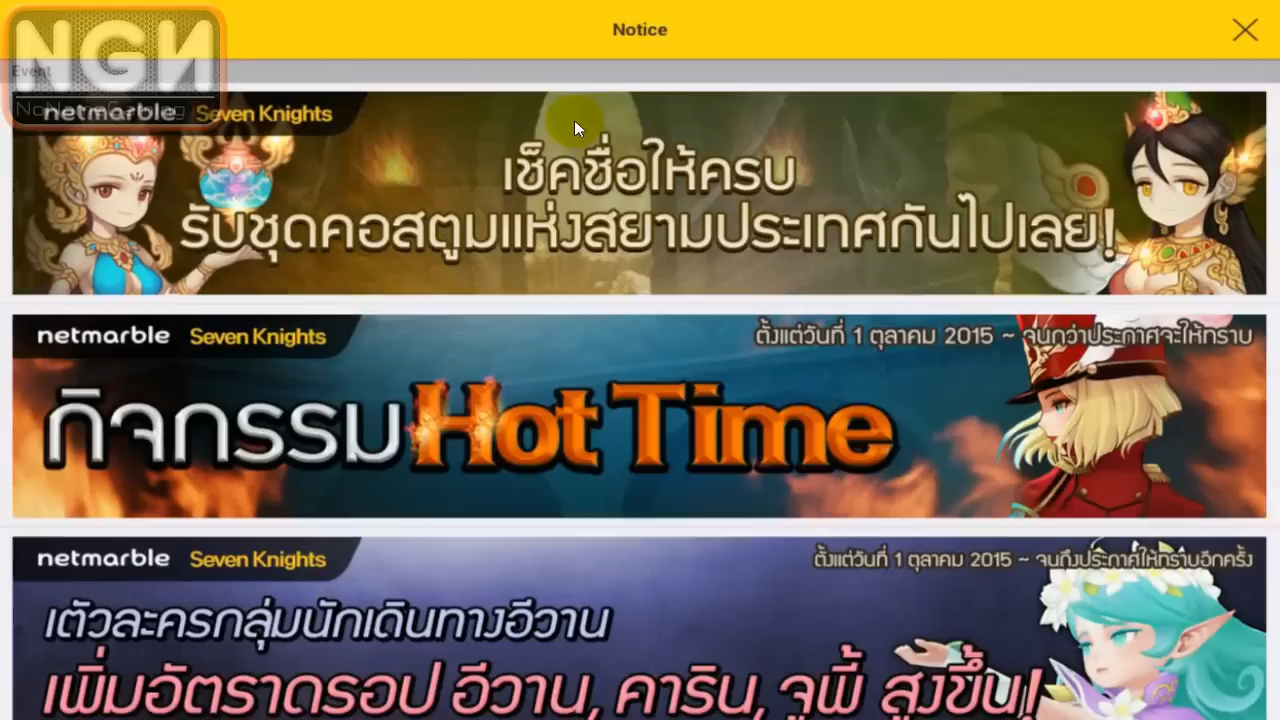 Notice
NGN
NoNameGaming
Event
netmarble Seven Knights
เช็คชื่อให้ครบ
รับชุดคอสตูมแห่งสยามประเทศกันไปเลย!
netmarble Seven Knights
ตั้งแต่วันที่ 1 ตุลาคม 2015 ~ จนกว่าประกาศจะให้ทราบ
กิจกรรม Hot Time
netmarble Seven Knights
ตั้งแต่วันที่ 1 ตุลาคม 2015 ~ จนถึงประกาศให้ทราบอีกครั้ง
เตัวละครกลุ่มนักเดินทางอีวาน
เพิ่มอัตราดรอป อีวาน, คาริน, จูพี้ สูงขึ้น!